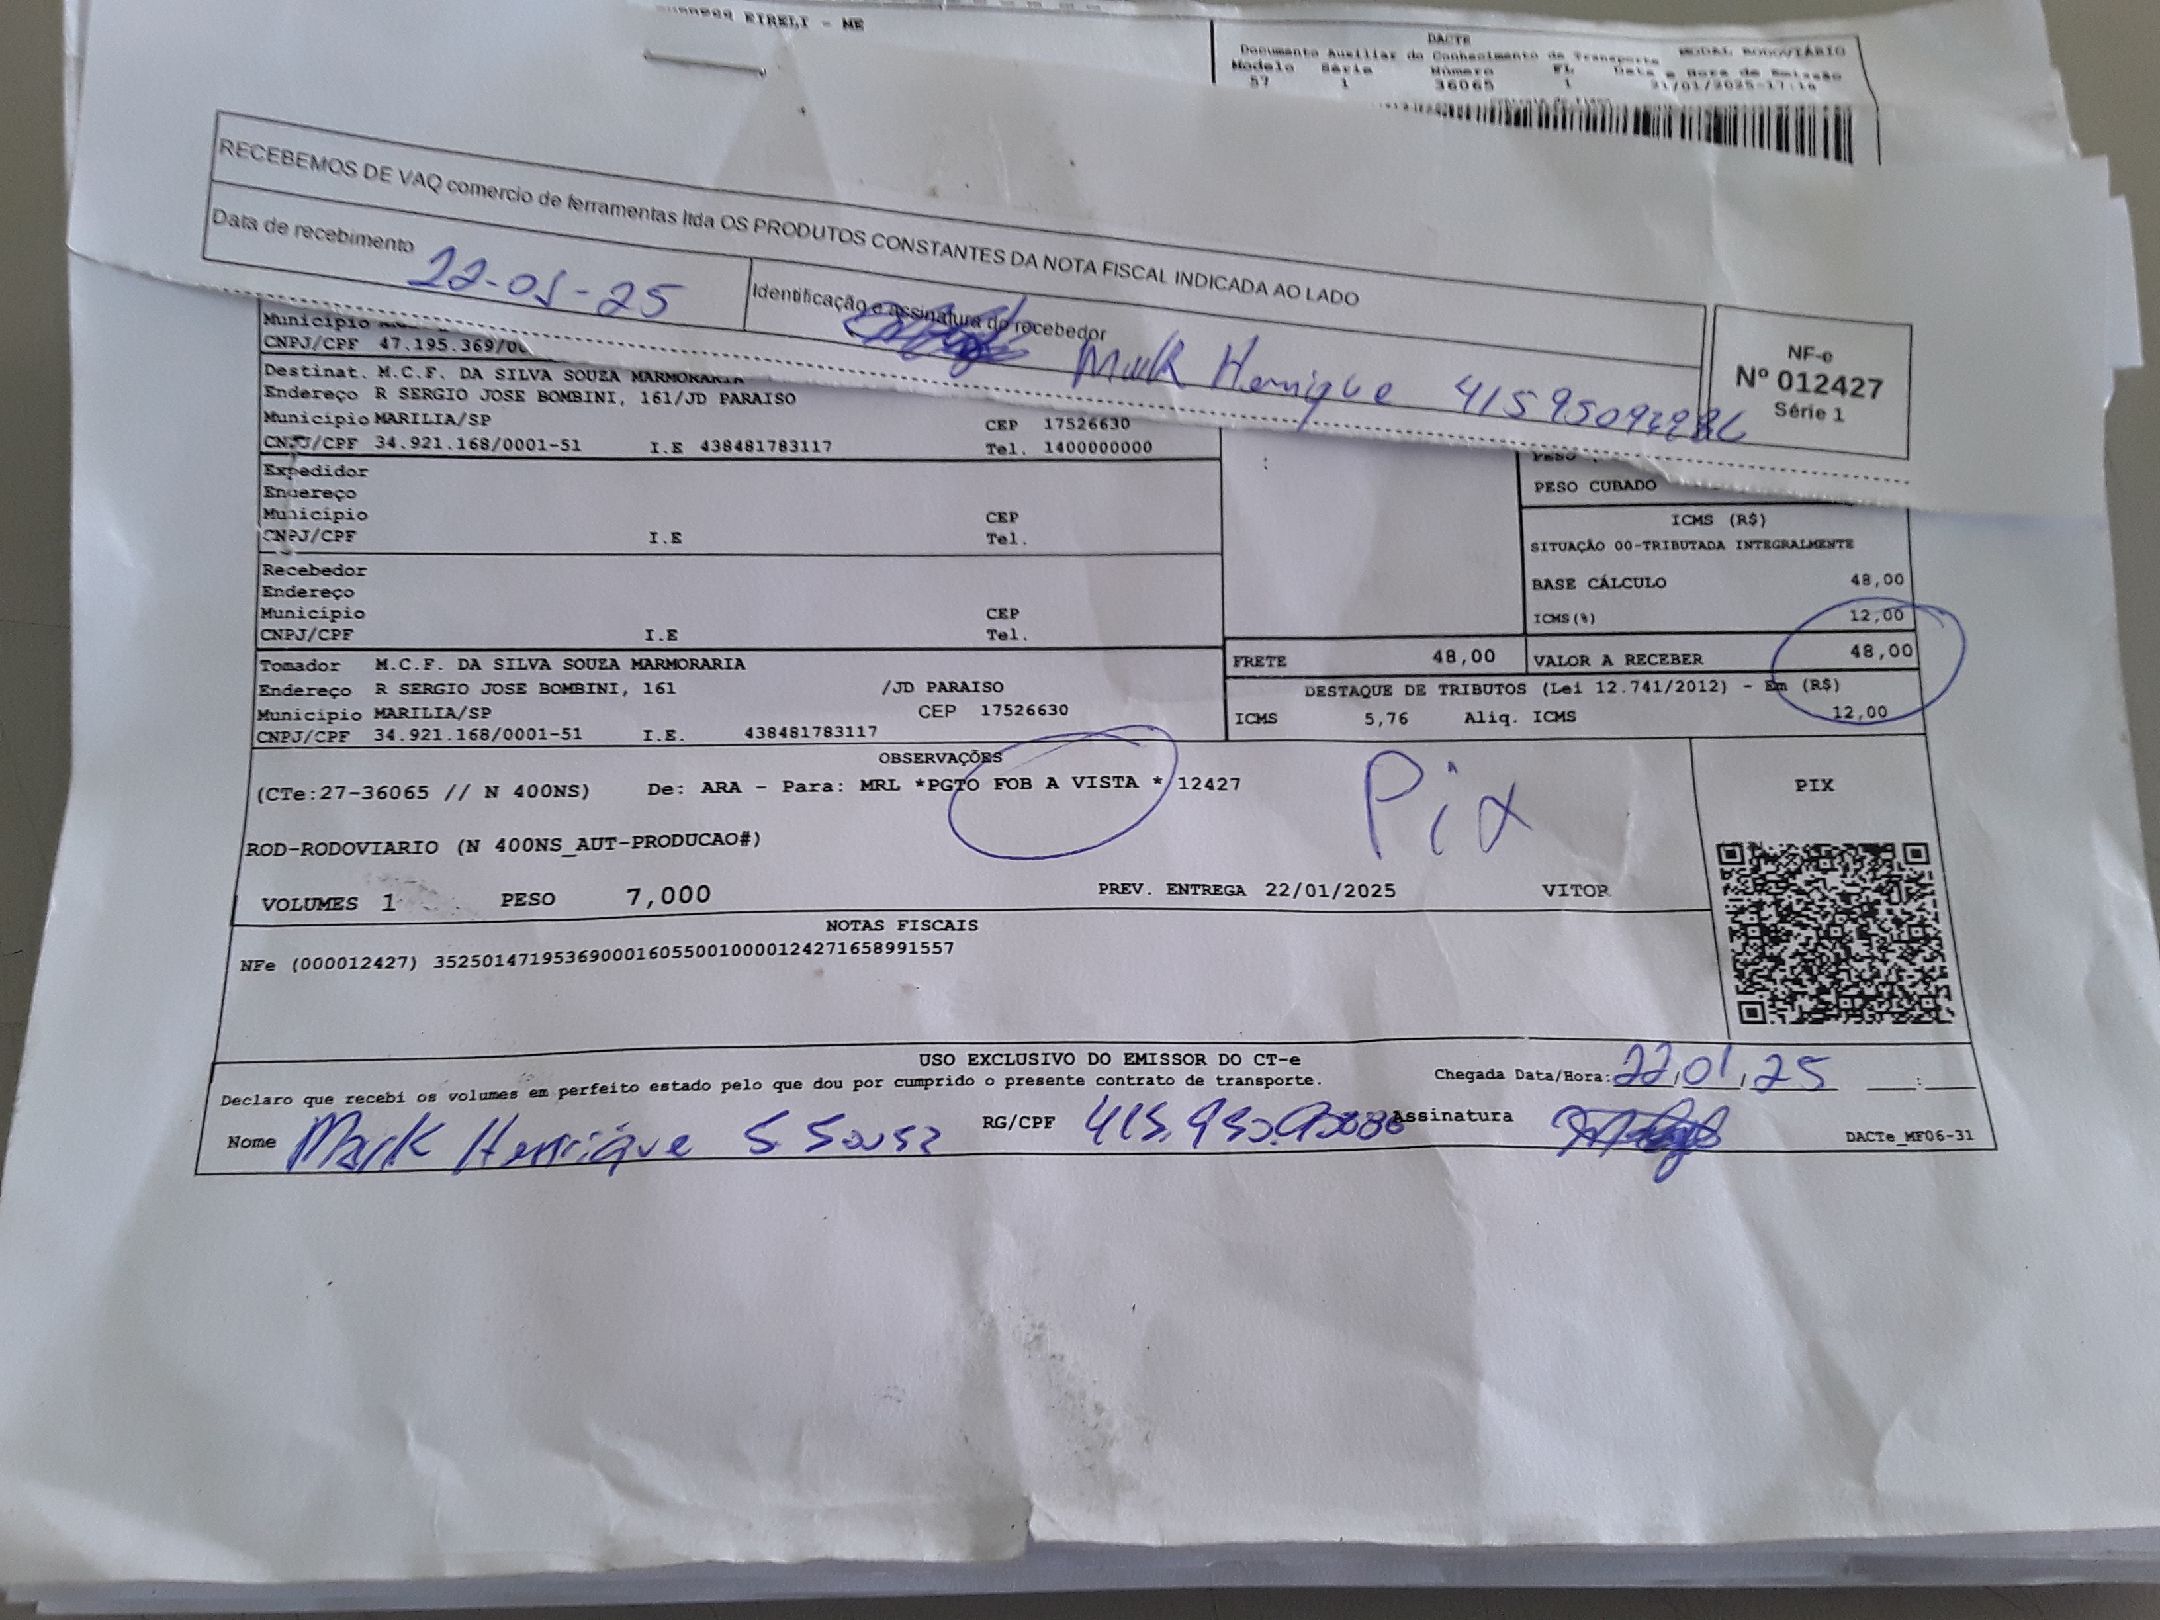 EIRELI - ME
DACTE
Documento Auxiliar do Conhecimento de Transporte MODAL RODOVIÁRIO
Modelo Série Número FL Data e Hora de Emissão
57 1 36065 1 21/01/2025-17:16
RECEBEMOS DE VAQ comercio de ferramentas ltda OS PRODUTOS CONSTANTES DA NOTA FISCAL INDICADA AO LADO
Data de recebimento 22-01-25
Identificação e assinatura do recebedor
Mark Henrique
NF-e
Nº 012427
Série 1
Município
CNPJ/CPF 47.195.369/00
Destinat. M.C.F. DA SILVA SOUZA MARMORARIA
Endereço R SERGIO JOSE BOMBINI, 161/JD PARAISO
Município MARILIA/SP CEP 17526630
CNPJ/CPF 34.921.168/0001-51 I.E 438481783117 Tel. 1400000000
Expedidor
Endereço
Município CEP
CNPJ/CPF I.E Tel.
Recebedor
Endereço
Município CEP
CNPJ/CPF I.E Tel.
Tomador M.C.F. DA SILVA SOUZA MARMORARIA
Endereço R SERGIO JOSE BOMBINI, 161 /JD PARAISO
Município MARILIA/SP CEP 17526630
CNPJ/CPF 34.921.168/0001-51 I.E. 438481783117
:
PESO
PESO CUBADO
ICMS (R$)
SITUAÇÃO 00-TRIBUTADA INTEGRALMENTE
BASE CÁLCULO 48,00
ICMS(%) 12,00
FRETE 48,00 VALOR A RECEBER 48,00
DESTAQUE DE TRIBUTOS (Lei 12.741/2012) - Em (R$)
ICMS 5,76 Aliq. ICMS 12,00
OBSERVAÇÕES
(CTe:27-36065 // N 400NS) De: ARA - Para: MRL *PGTO FOB A VISTA * 12427
Pix
ROD-RODOVIARIO (N 400NS_AUT-PRODUCAO#)
VOLUMES 1 PESO 7,000 PREV. ENTREGA 22/01/2025 VITOR
PIX
NOTAS FISCAIS
NFe (000012427) 35250147195369000160550010000124271658991557
USO EXCLUSIVO DO EMISSOR DO CT-e
Declaro que recebi os volumes em perfeito estado pelo que dou por cumprido o presente contrato de transporte.
Chegada Data/Hora: 22,01,25 __:__
Nome Mark Henrique S Souza RG/CPF Assinatura
DACTe_MF06-31